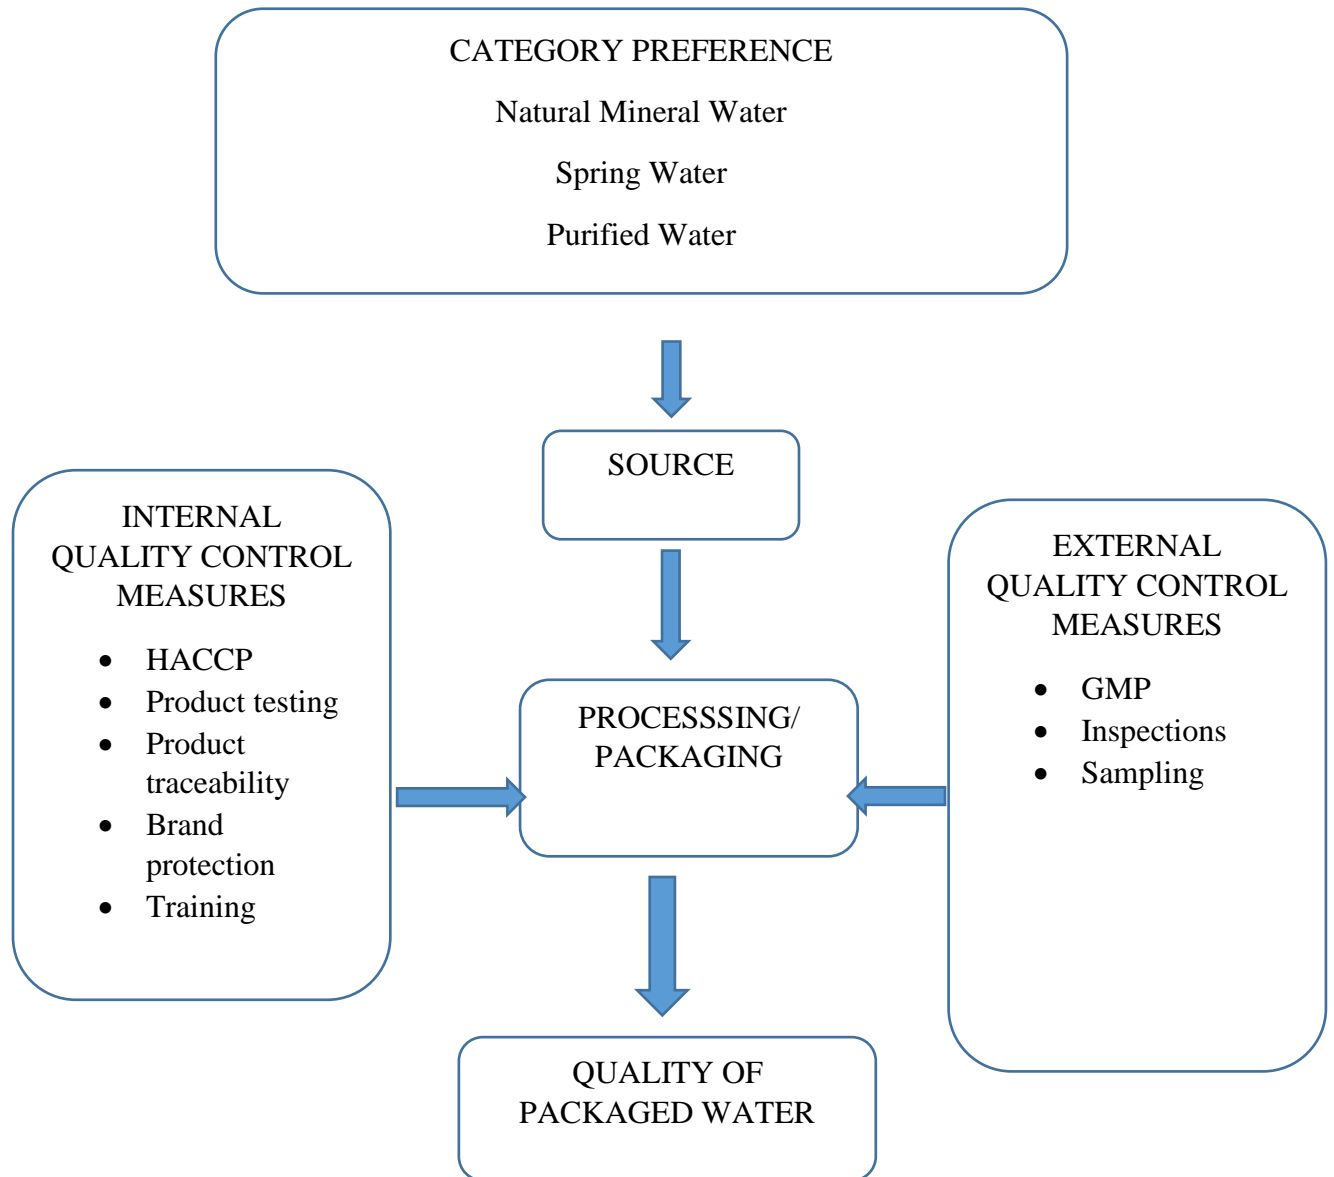 CATEGORY PREFERENCE
Natural Mineral Water
Spring Water
Purified Water
SOURCE
INTERNAL
QUALITY CONTROL
MEASURES
• HACCP
• Product testing
• Product
traceability
• Brand
protection
• Training
PROCESSSING/
PACKAGING
EXTERNAL
QUALITY CONTROL
MEASURES
• GMP
• Inspections
• Sampling
QUALITY OF
PACKAGED WATER